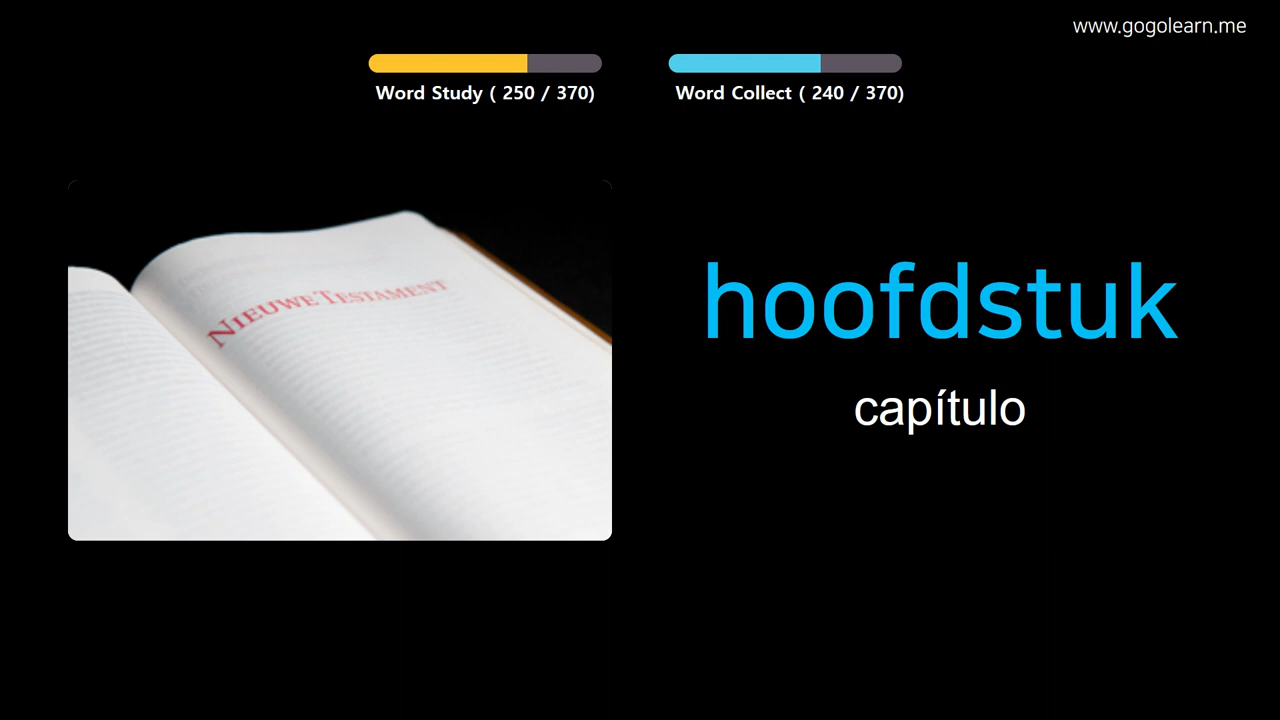 www.gogolearn.me
Word Study ( 250 / 370)
Word Collect ( 240 / 370)
NIEUWE TESTAMENT
hoofdstuk
capítulo